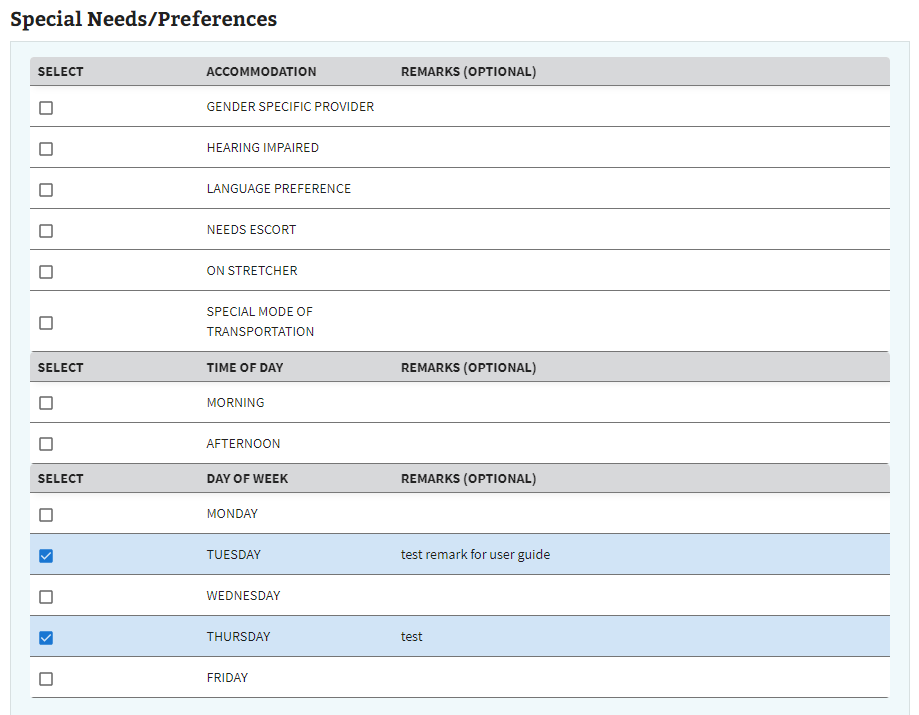 Special Needs/Preferences
SELECT ACCOMMODATION REMARKS (OPTIONAL)
GENDER SPECIFIC PROVIDER
HEARING IMPAIRED
LANGUAGE PREFERENCE
NEEDS ESCORT
ON STRETCHER
SPECIAL MODE OF
TRANSPORTATION
SELECT TIME OF DAY REMARKS (OPTIONAL)
MORNING
AFTERNOON
SELECT DAY OF WEEK REMARKS (OPTIONAL)
MONDAY
TUESDAY test remark for user guide
WEDNESDAY
THURSDAY test
FRIDAY